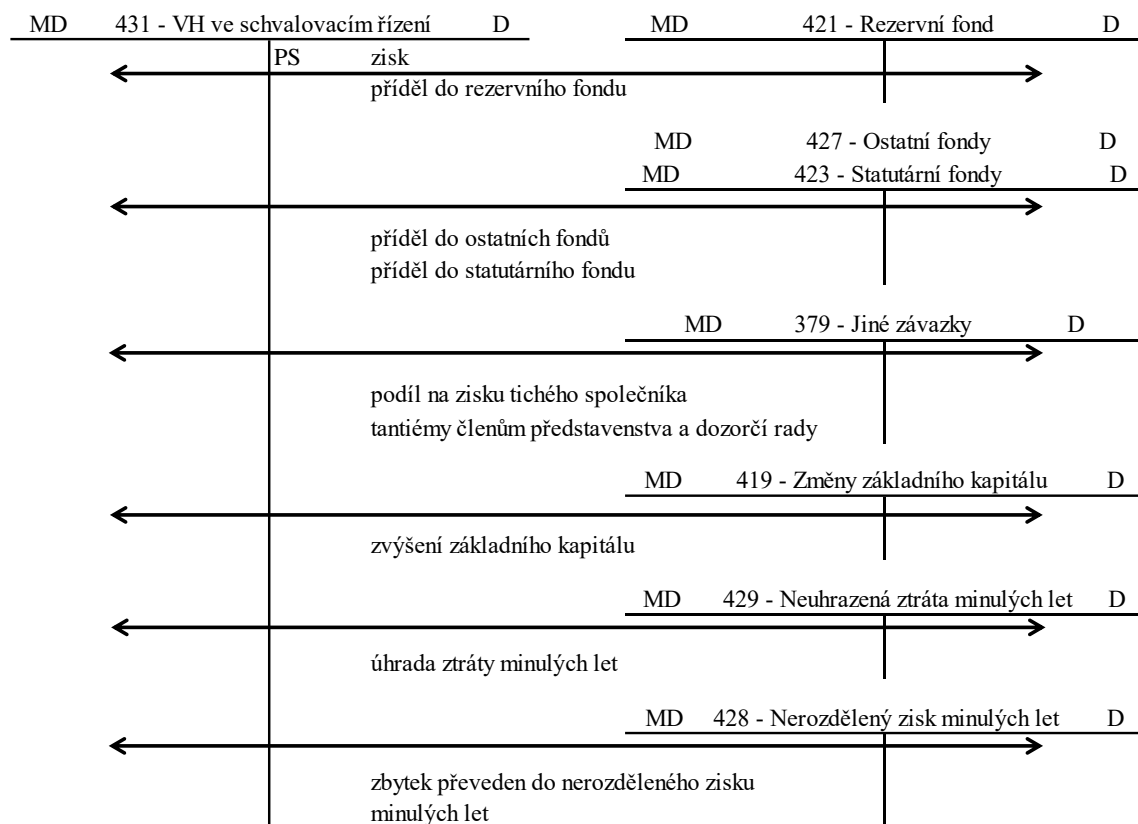 MD 431 - VH ve schvalovacím řízení D MD 421 - Rezervní fond D
PS zisk
příděl do rezervního fondu
MD 427 - Ostatní fondy D
MD 423 - Statutární fondy D
příděl do ostatních fondů
příděl do statutárního fondu
MD 379 - Jiné závazky D
podíl na zisku tichého společníka
tantiémy členům představenstva a dozorčí rady
MD 419 - Změny základního kapitálu D
zvýšení základního kapitálu
MD 429 - Neuhrazená ztráta minulých let D
úhrada ztráty minulých let
MD 428 - Nerozdělený zisk minulých let D
zbytek převeden do nerozděleného zisku
minulých let